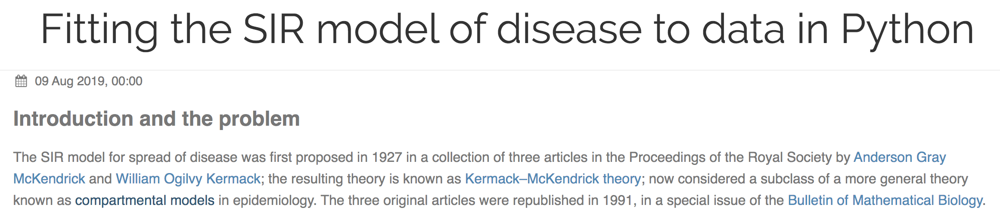 Fitting the SIR model of disease to data in Python
09 Aug 2019, 00:00
Introduction and the problem
The SIR model for spread of disease was first proposed in 1927 in a collection of three articles in the Proceedings of the Royal Society by Anderson Gray
McKendrick and William Ogilvy Kermack; the resulting theory is known as Kermack–McKendrick theory; now considered a subclass of a more general theory
known as compartmental models in epidemiology. The three original articles were republished in 1991, in a special issue of the Bulletin of Mathematical Biology.